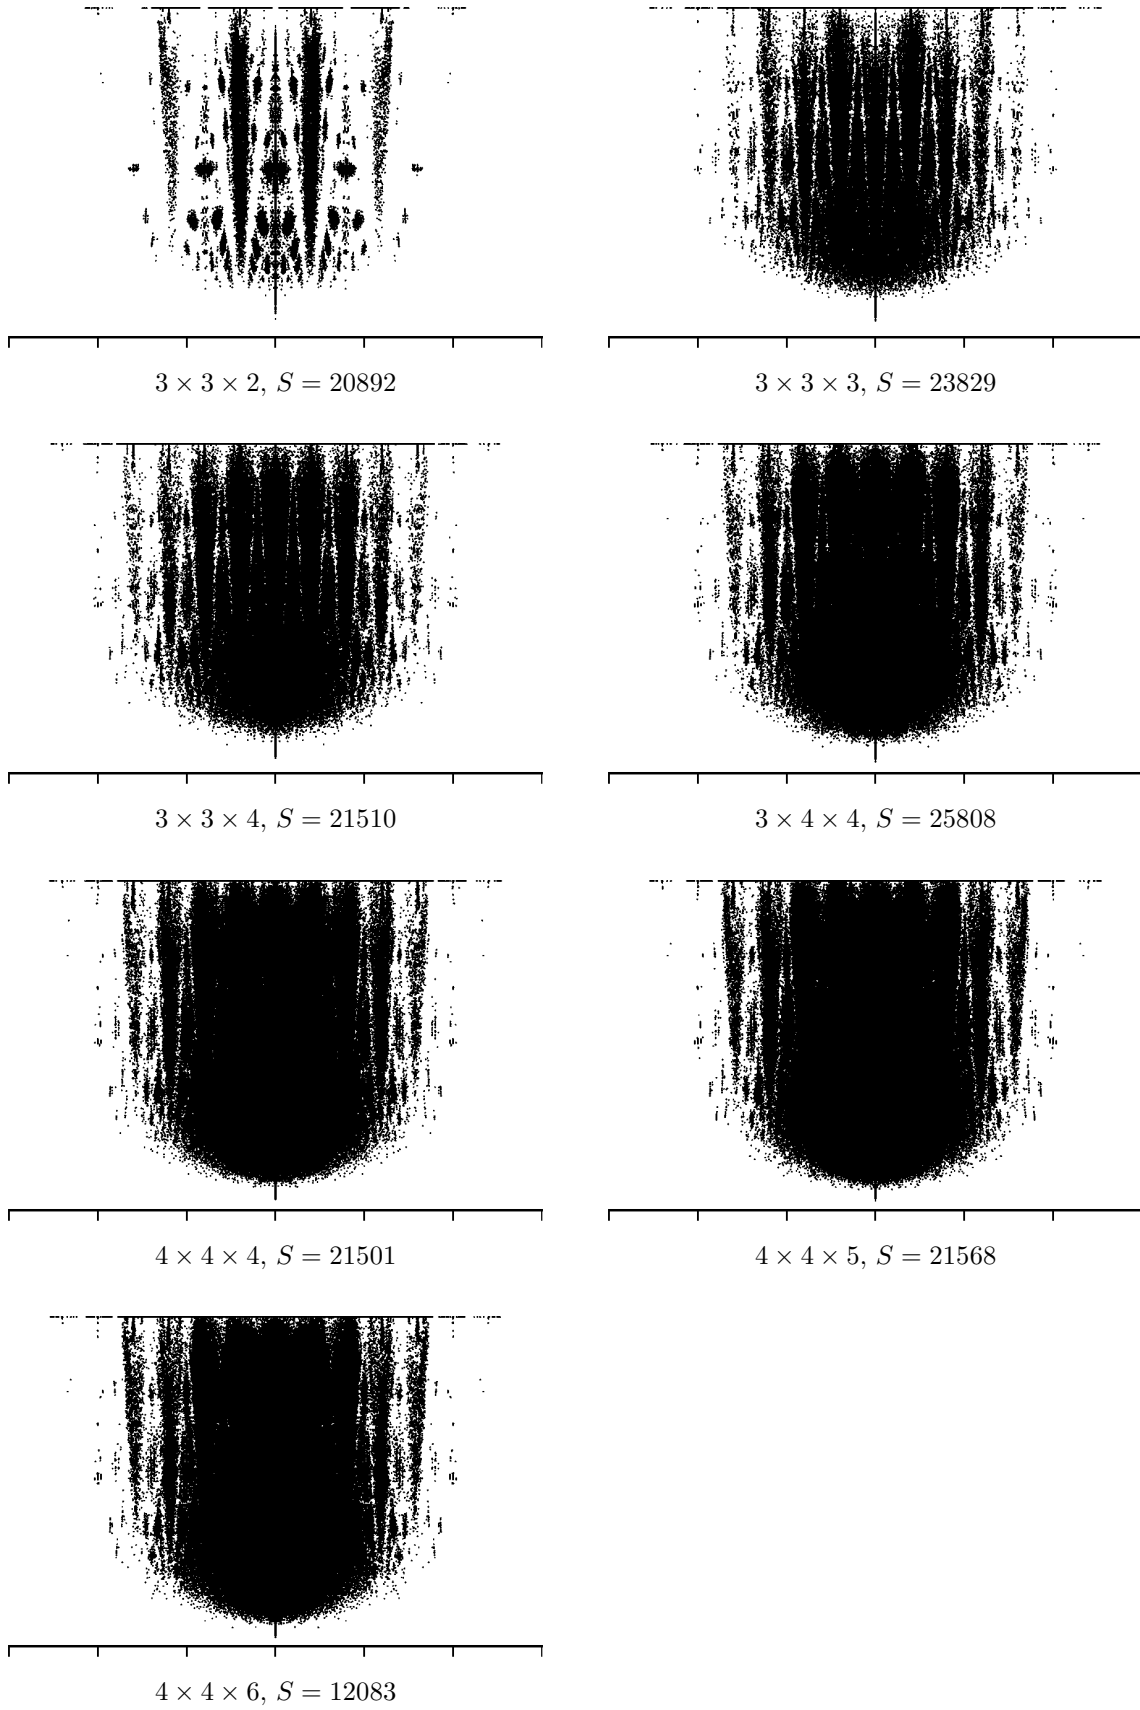 3 × 3 × 2, S = 20892
3 × 3 × 3, S = 23829
3 × 3 × 4, S = 21510
3 × 4 × 4, S = 25808
4 × 4 × 4, S = 21501
4 × 4 × 5, S = 21568
4 × 4 × 6, S = 12083